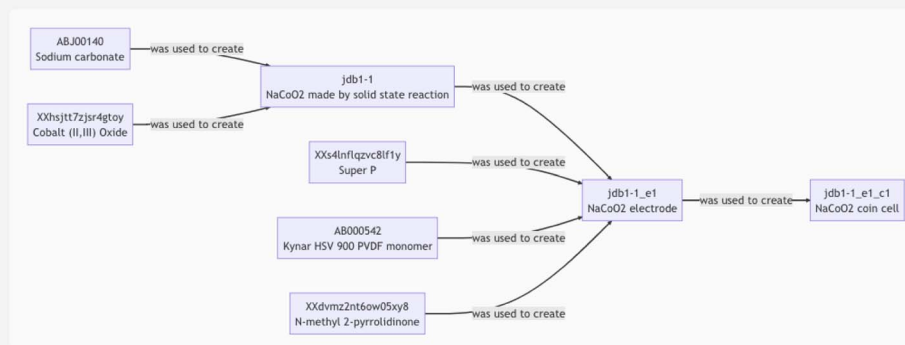 ABJ00140
Sodium carbonate
was used to create
XXhsjtt7zjsr4gtoy
Cobalt (II,III) Oxide
was used to create
jdb1-1
NaCoO2 made by solid state reaction
was used to create
XXs4lnflqzvc8lf1y
Super P
was used to create
AB000542
Kynar HSV 900 PVDF monomer
was used to create
XXdvmz2nt6ow05xy8
N-methyl 2-pyrrolidinone
was used to create
jdb1-1_e1
NaCoO2 electrode
was used to create
jdb1-1_e1_c1
NaCoO2 coin cell